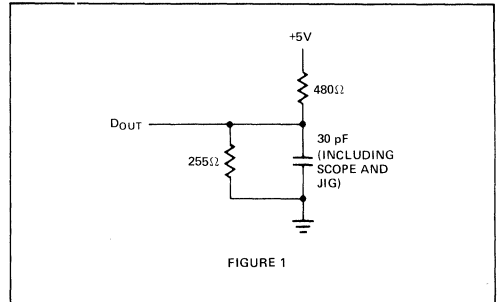 +5V
480Ω
DOUT
30 pF
(INCLUDING
SCOPE AND
JIG)
255Ω
FIGURE 1